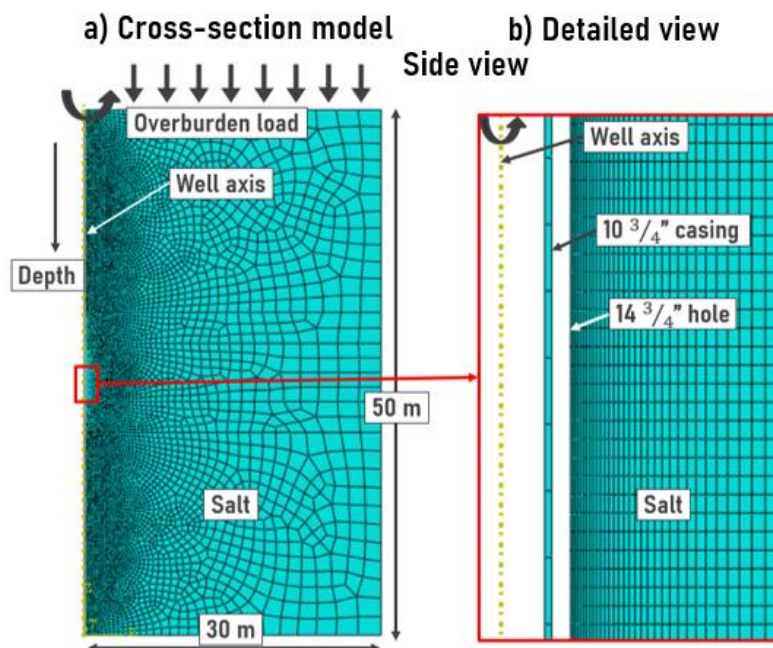 a) Cross-section model
b) Detailed view
Side view
Overburden load
Well axis
Well axis
10 3/4" casing
Depth
14 3/4" hole
50 m
Salt
Salt
30 m